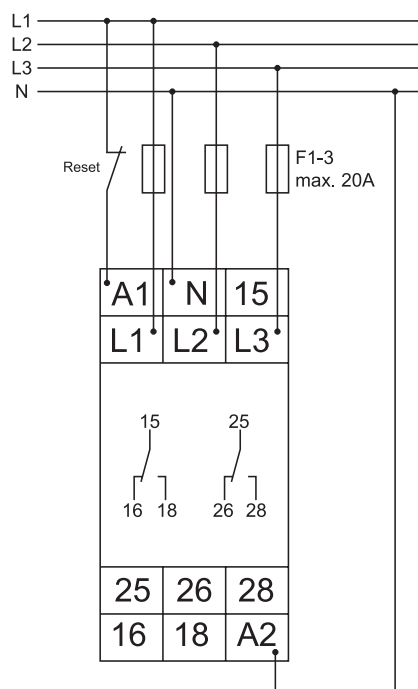 L1
L2
L3
N
Reset
F1-3
max. 20A
A1 N 15
L1 L2 L3
15 25
16 18 26 28
25 26 28
16 18 A2